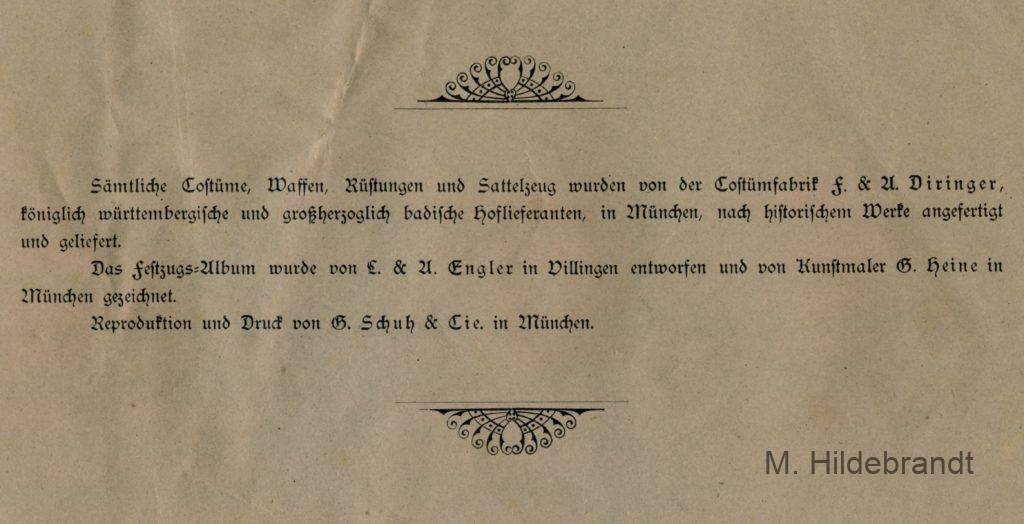 Sämtliche Costüme, Waffen, Rüstungen und Sattelzeug wurden von der Costümfabrik F. & A. Diringer,
königlich württembergische und großherzoglich badische Hoflieferanten, in München, nach historischem Werke angefertigt
und geliefert.
Das Festzugs-Album wurde von C. & A. Engler in Villingen entworfen und von Kunstmaler G. Heine in
München gezeichnet.
Reproduktion und Druck von G. Schuh & Cie. in München.
M. Hildebrandt